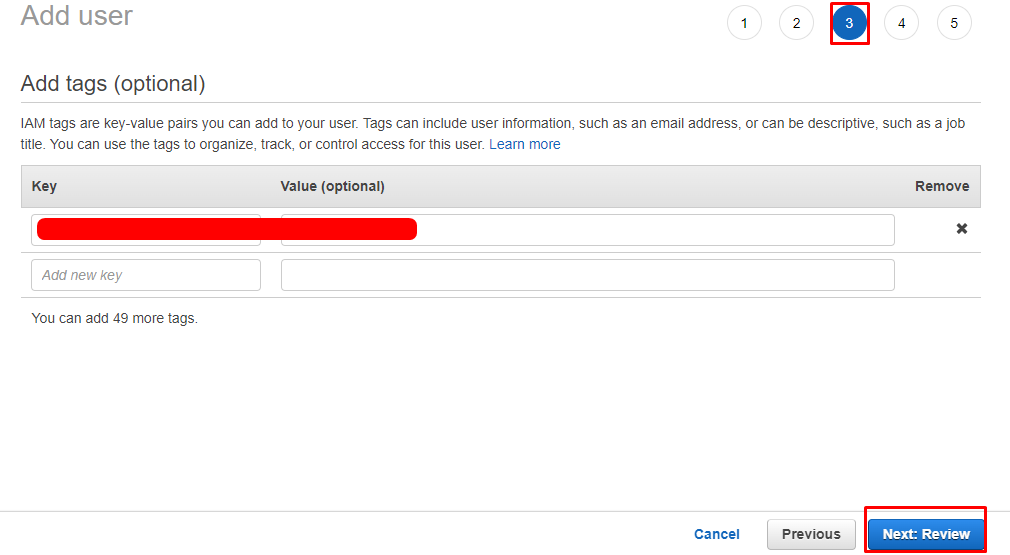 Add user
1 2 3 4 5
Add tags (optional)
IAM tags are key-value pairs you can add to your user. Tags can include user information, such as an email address, or can be descriptive, such as a job
title. You can use the tags to organize, track, or control access for this user. Learn more
Key Value (optional) Remove
Add new key
You can add 49 more tags.
Cancel Previous Next: Review